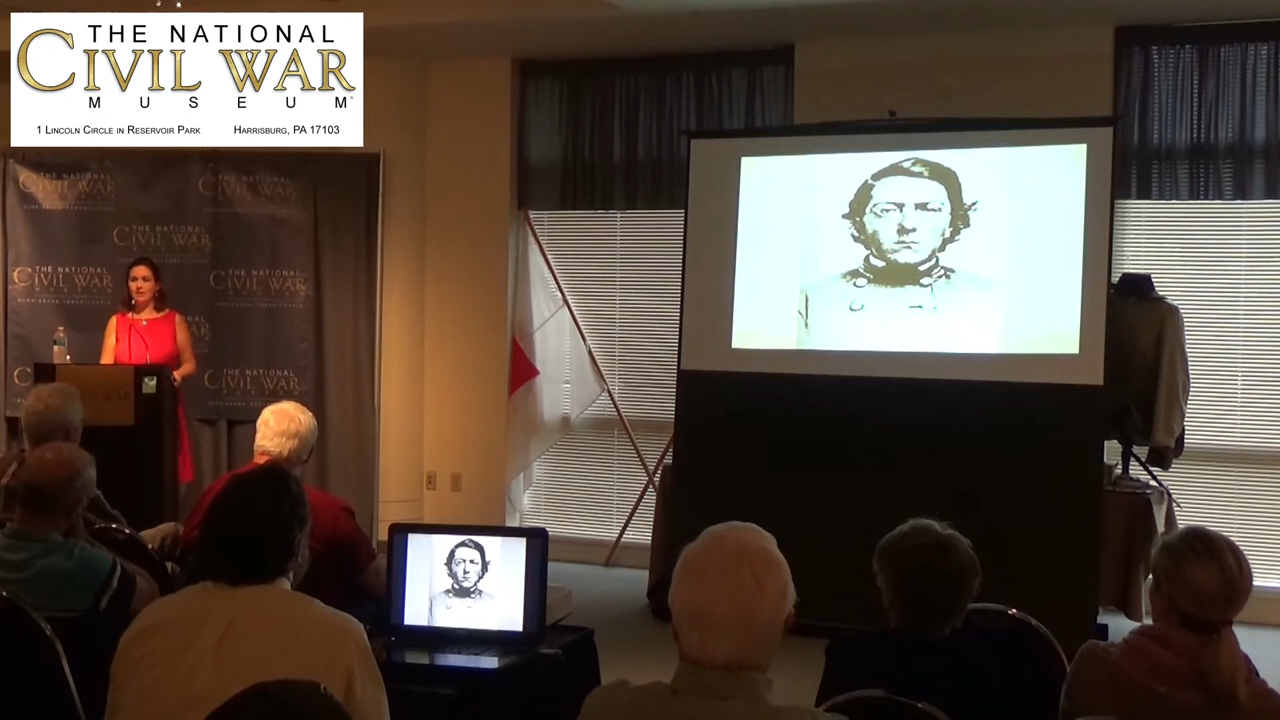 THE NATIONAL
CIVIL WAR
MUSEUM
1 LINCOLN CIRCLE IN RESERVOIR PARK HARRISBURG, PA 17103
THE NATIONAL
CIVIL WAR
THE NATIONAL
CIVIL WAR
THE NATIONAL
CIVIL WAR
THE NATIONAL
CIVIL WAR
THE NATIONAL
CIVIL WAR
THE NATIONAL
CIVIL WAR